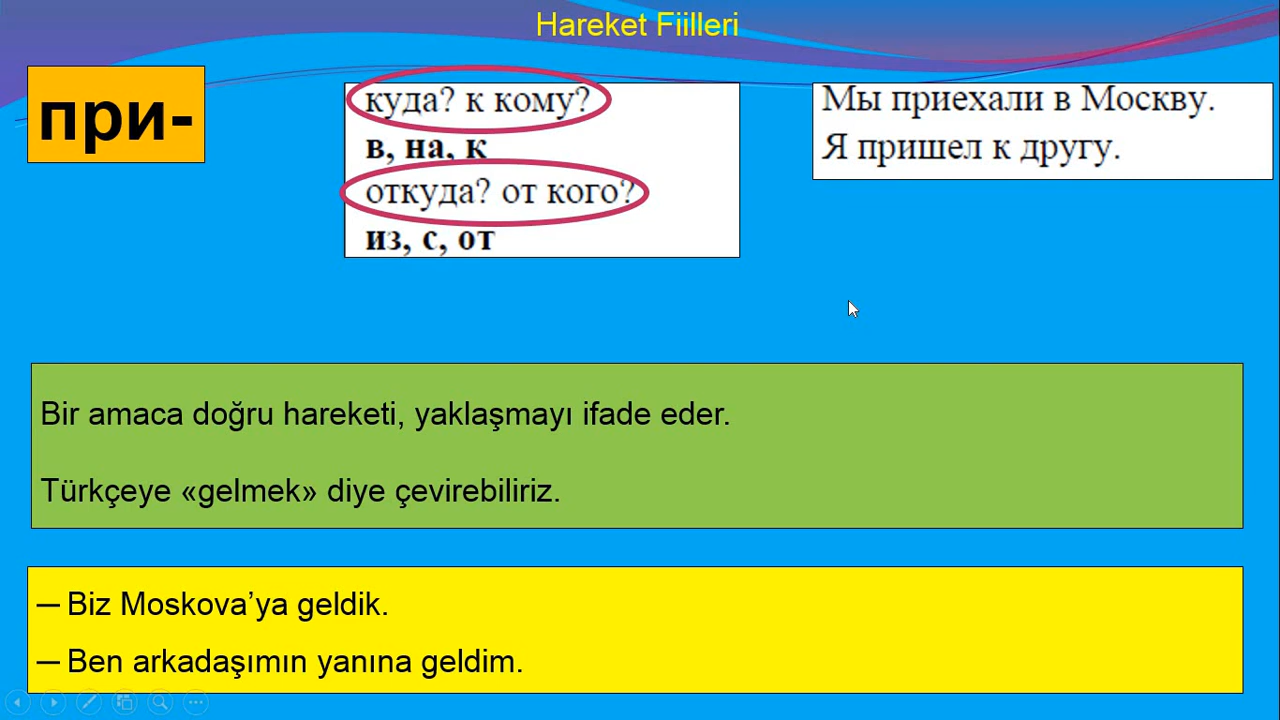 Hareket Fiilleri
при-
куда? к кому?
в, на, к
откуда? от кого?
из, с, от
Мы приехали в Москву.
Я пришел к другу.
Bir amaca doğru hareketi, yaklaşmayı ifade eder.
Türkçeye «gelmek» diye çevirebiliriz.
─ Biz Moskova’ya geldik.
─ Ben arkadaşımın yanına geldim.